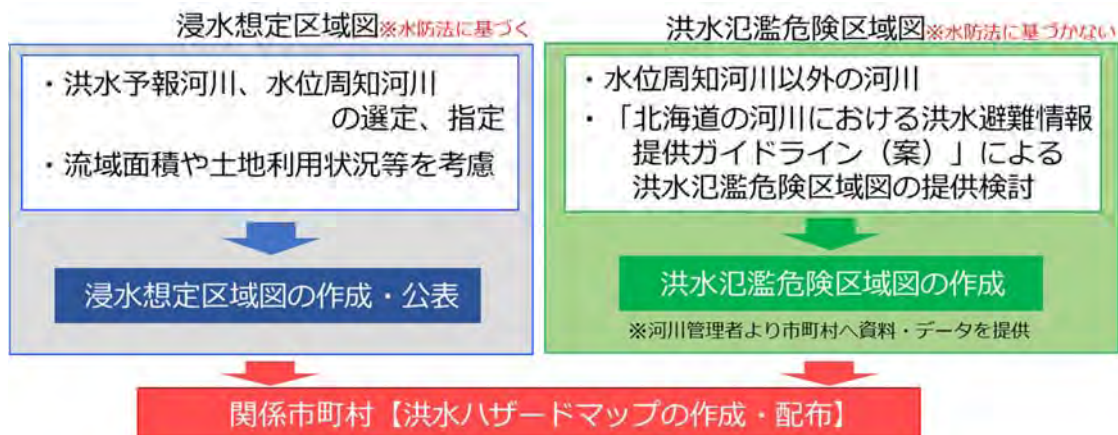 浸水想定区域図※水防法に基づく
・洪水予報河川、水位周知河川
の選定、指定
・流域面積や土地利用状況等を考慮
浸水想定区域図の作成・公表
洪水氾濫危険区域図※水防法に基づかない
・水位周知河川以外の河川
・「北海道の河川における洪水避難情報
提供ガイドライン（案）」による
洪水氾濫危険区域図の提供検討
洪水氾濫危険区域図の作成
※河川管理者より市町村へ資料・データを提供
関係市町村【洪水ハザードマップの作成・配布】